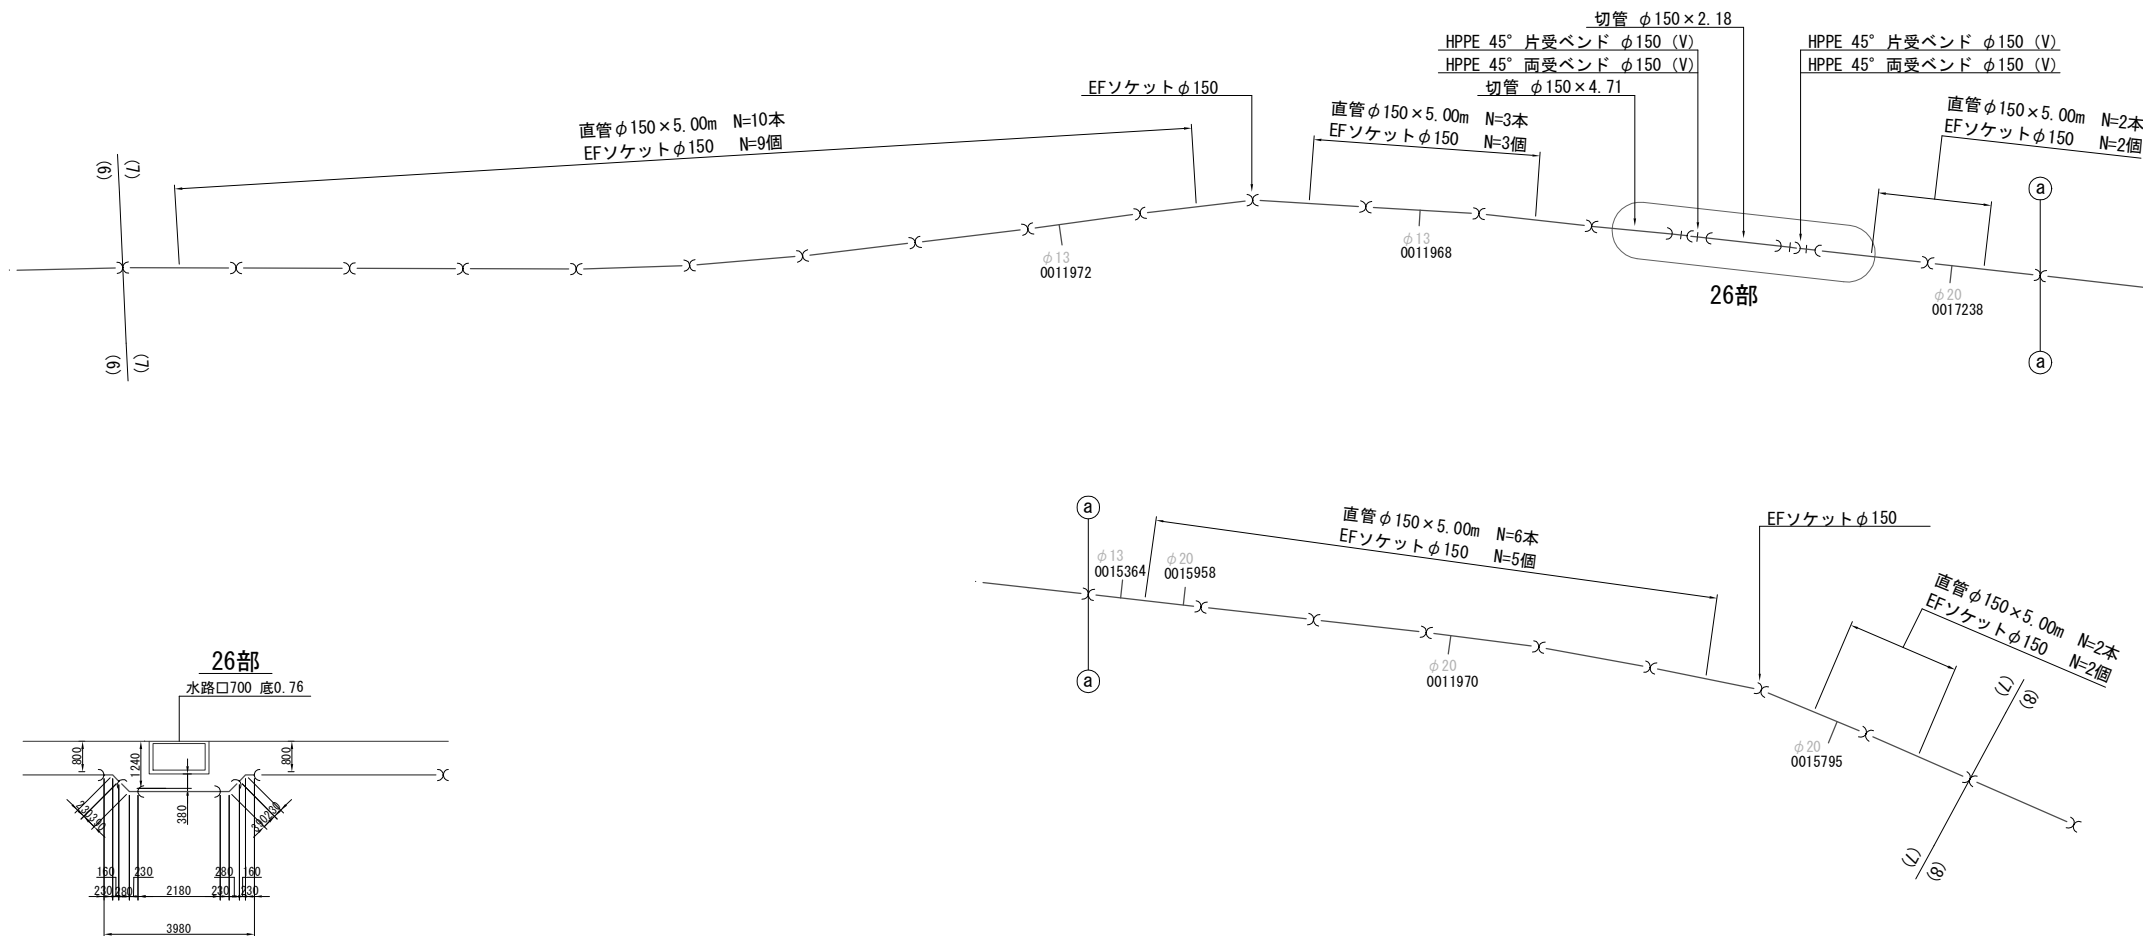 切管 φ150×2.18
HPPE 45° 片受ベンド φ150 (V)
HPPE 45° 両受ベンド φ150 (V)
切管 φ150×4.71
HPPE 45° 片受ベンド φ150 (V)
HPPE 45° 両受ベンド φ150 (V)
EFソケットφ150
直管φ150×5.00m N=10本
EFソケットφ150 N=9個
直管φ150×5.00m N=3本
EFソケットφ150 N=3個
直管φ150×5.00m N=2本
EFソケットφ150 N=2個
(6) (7)
(6) (7)
φ13
0011972
φ13
0011968
26部
φ20
0017238
a
a
a
a
φ13
0015364
φ20
0015958
直管φ150×5.00m N=6本
EFソケットφ150 N=5個
φ20
0011970
EFソケットφ150
直管φ150×5.00m N=2本
EFソケットφ150 N=2個
φ20
0015795
(7) (8)
(7) (8)
26部
水路口700 底0.76
800
1240
800
380
230
390
390
230
160
230
280
160
230
280
2180
230
230
3980